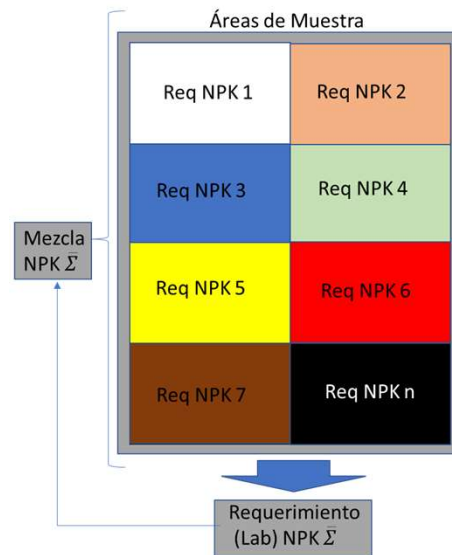 Áreas de Muestra
Req NPK 1
Req NPK 2
Req NPK 3
Req NPK 4
Mezcla
NPK Σ̅
Req NPK 5
Req NPK 6
Req NPK 7
Req NPK n
Requerimiento
(Lab) NPK Σ̅